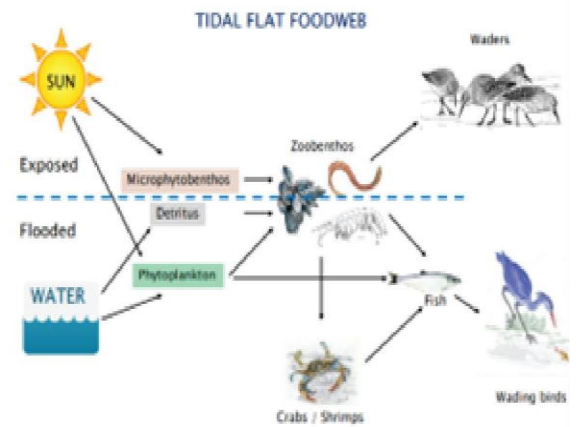 TIDAL FLAT FOODWEB
Waders
SUN
Zoobenthos
Exposed
Microphytobenthos
Detritus
Flooded
Phytoplankton
WATER
Fish
Crabs / Shrimps
Wading birds